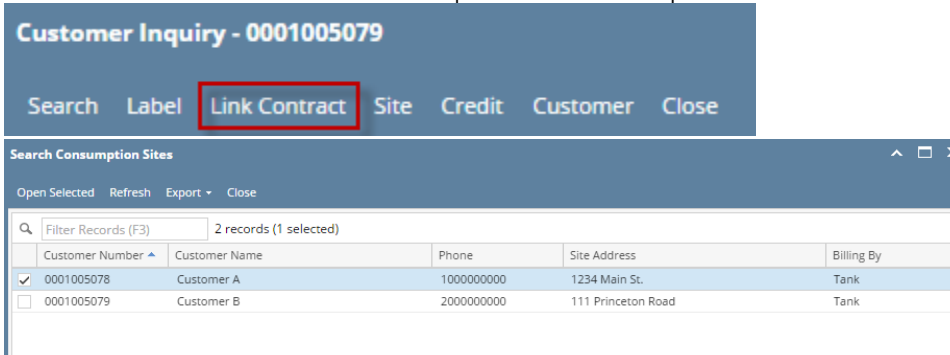 Customer Inquiry - 0001005079
Search Label Link Contract Site Credit Customer Close
Search Consumption Sites
Open Selected Refresh Export Close
Filter Records (F3) 2 records (1 selected)
Customer Number Customer Name Phone Site Address Billing By
0001005078 Customer A 1000000000 1234 Main St. Tank
0001005079 Customer B 2000000000 111 Princeton Road Tank